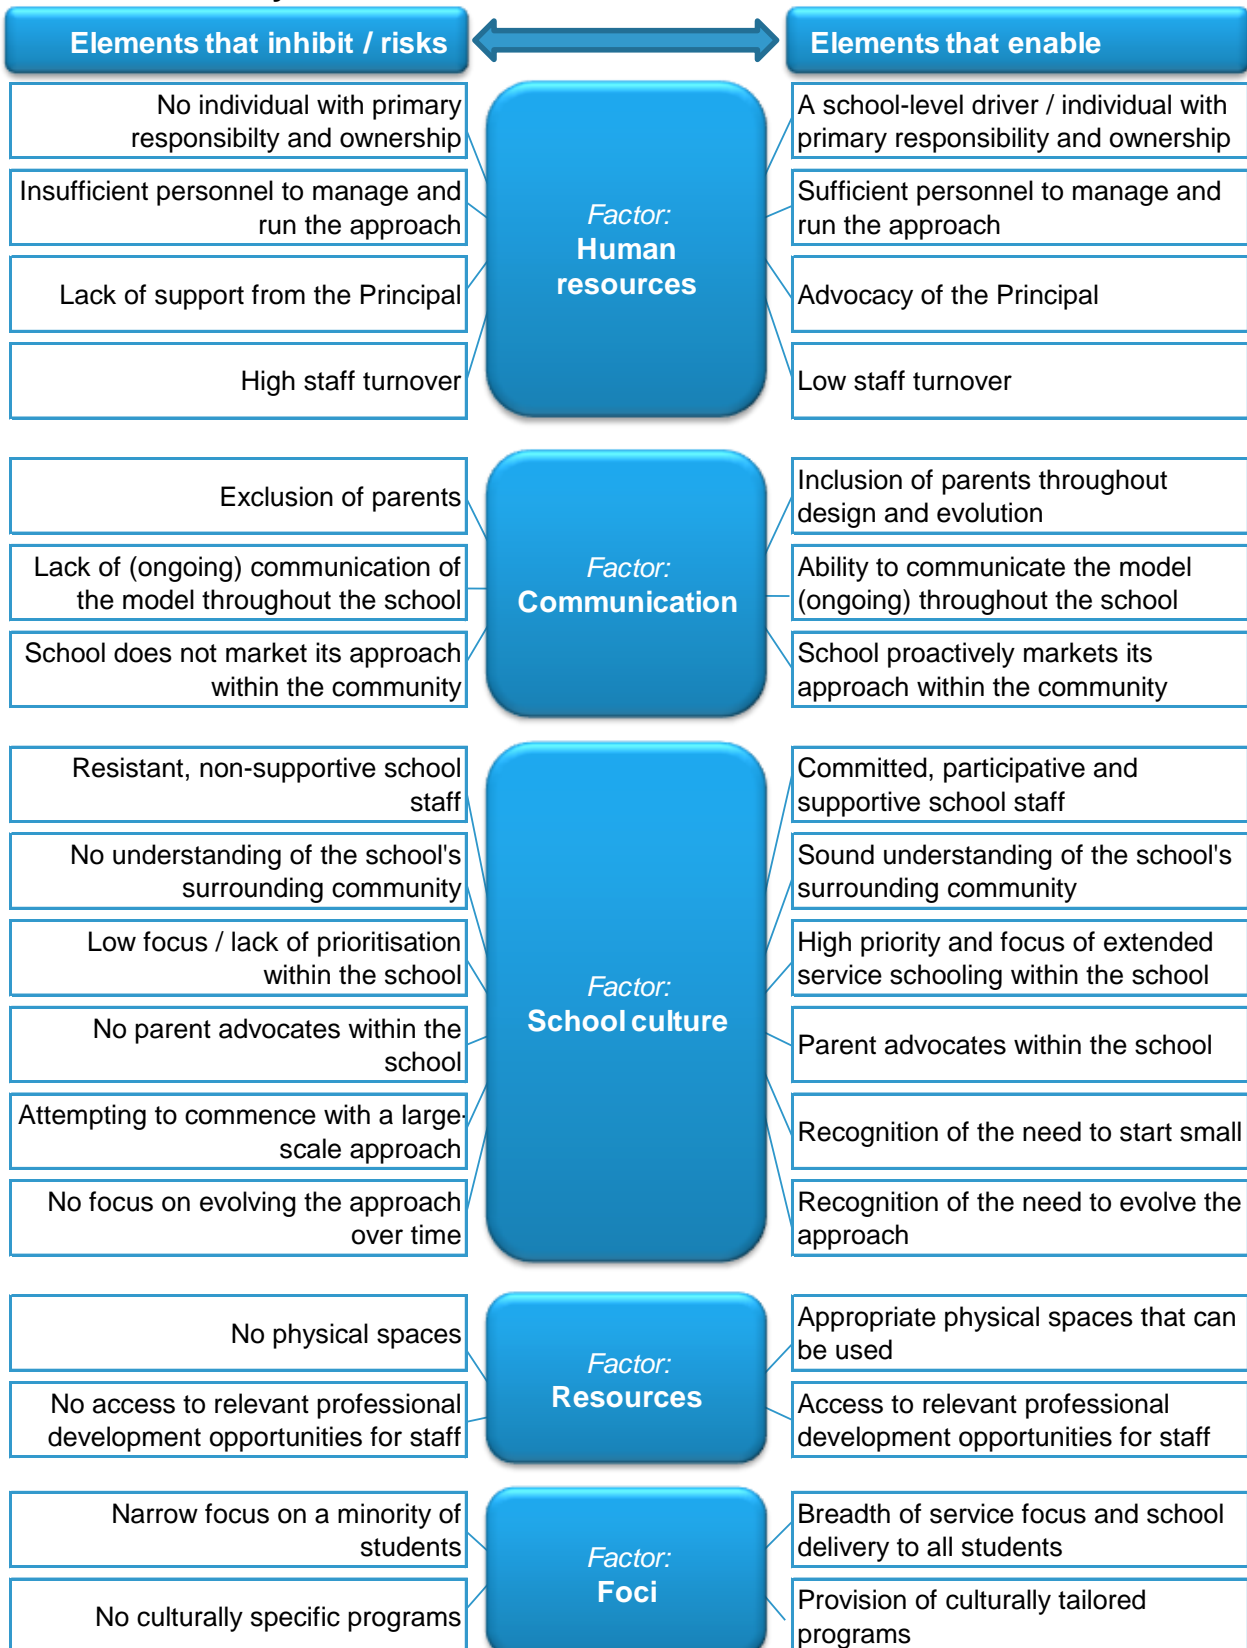 Elements that inhibit / risks
Elements that enable
No individual with primary
responsibilty and ownership
Insufficient personnel to manage and
run the approach
Lack of support from the Principal
High staff turnover
Factor:
Human
resources
A school-level driver / individual with
primary responsibility and ownership
Sufficient personnel to manage and
run the approach
Advocacy of the Principal
Low staff turnover
Exclusion of parents
Lack of (ongoing) communication of
the model throughout the school
School does not market its approach
within the community
Factor:
Communication
Inclusion of parents throughout
design and evolution
Ability to communicate the model
(ongoing) throughout the school
School proactively markets its
approach within the community
Resistant, non-supportive school
staff
No understanding of the school's
surrounding community
Low focus / lack of prioritisation
within the school
No parent advocates within the
school
Attempting to commence with a large-
scale approach
No focus on evolving the approach
over time
Factor:
School culture
Committed, participative and
supportive school staff
Sound understanding of the school's
surrounding community
High priority and focus of extended
service schooling within the school
Parent advocates within the school
Recognition of the need to start small
Recognition of the need to evolve the
approach
No physical spaces
No access to relevant professional
development opportunities for staff
Factor:
Resources
Appropriate physical spaces that can
be used
Access to relevant professional
development opportunities for staff
Narrow focus on a minority of
students
No culturally specific programs
Factor:
Foci
Breadth of service focus and school
delivery to all students
Provision of culturally tailored
programs